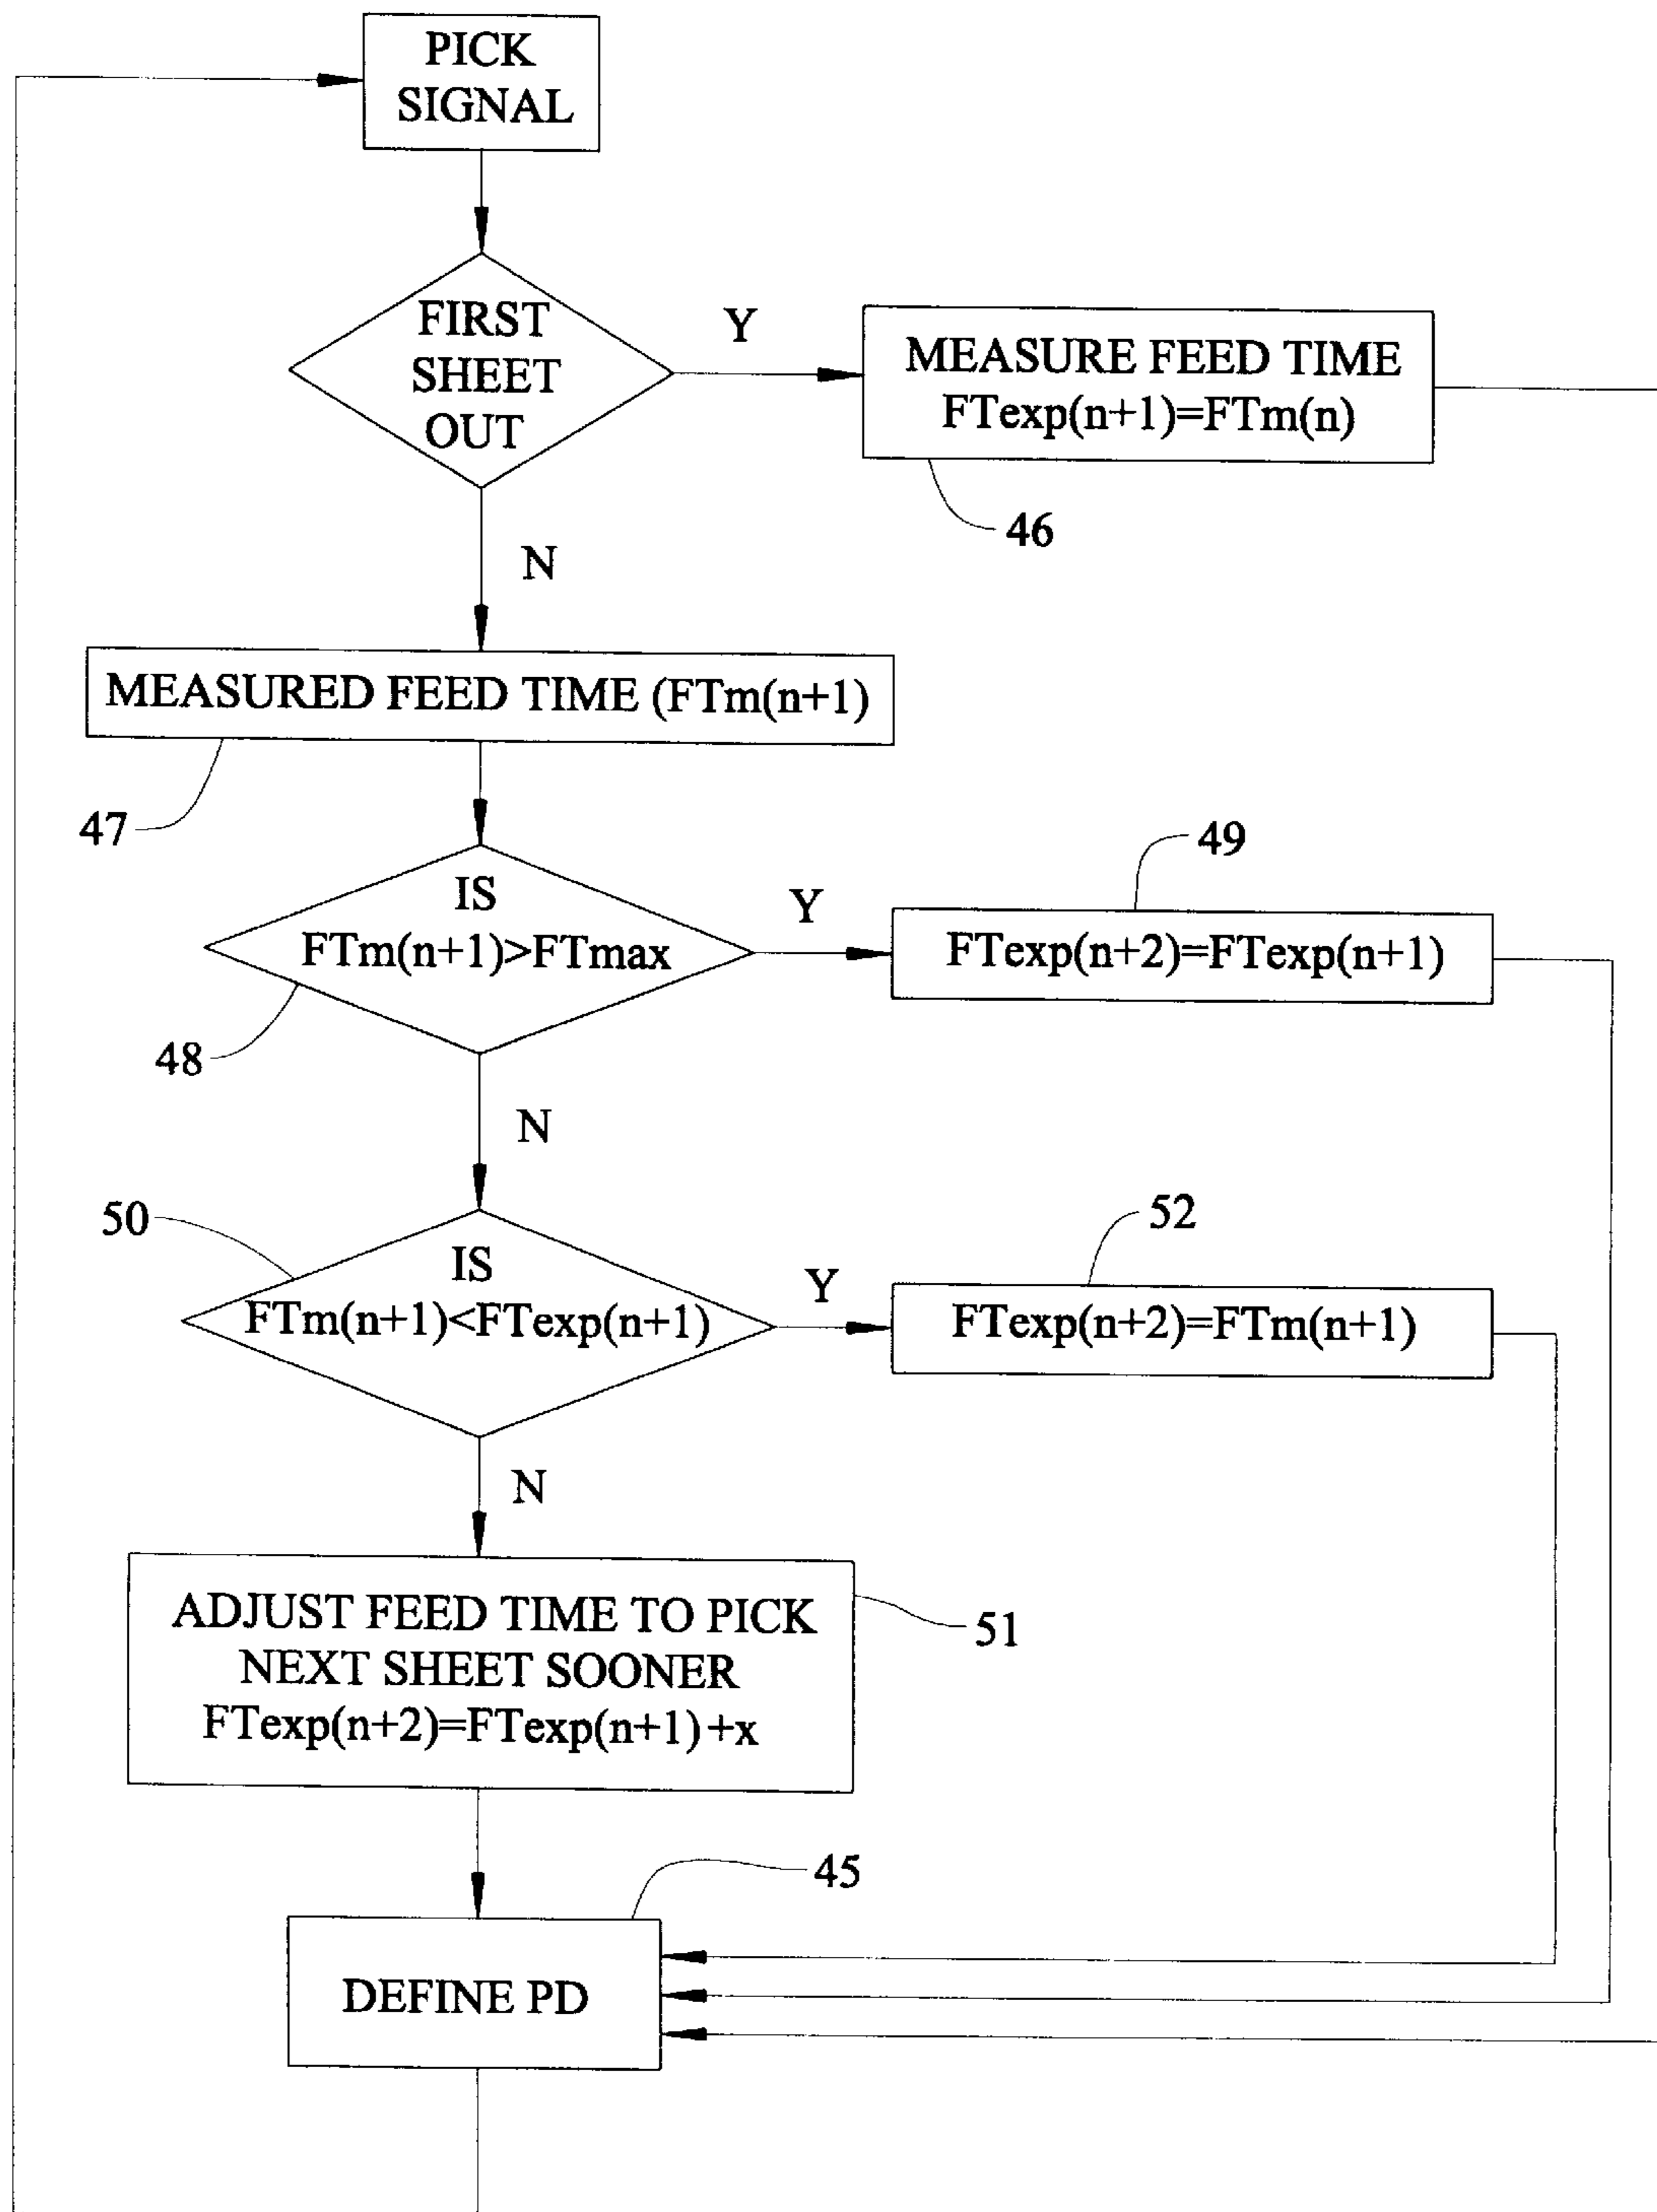 PICK
SIGNAL
FIRST
SHEET
OUT
Y
MEASURE FEED TIME
FTexp(n+1)=FTm(n)
46
N
MEASURED FEED TIME (FTm(n+1)
47
IS
FTm(n+1)>FTmax
48
Y
49
FTexp(n+2)=FTexp(n+1)
N
50
IS
FTm(n+1)<FTexp(n+1)
Y
52
FTexp(n+2)=FTm(n+1)
N
ADJUST FEED TIME TO PICK
NEXT SHEET SOONER
FTexp(n+2)=FTexp(n+1)+x
51
45
DEFINE PD